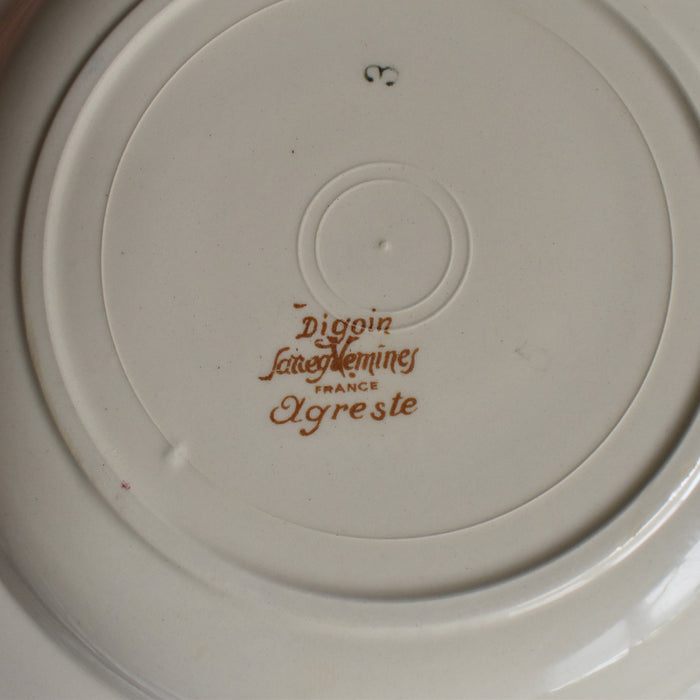 3
Digoin
Sarreguemines
FRANCE
Agreste